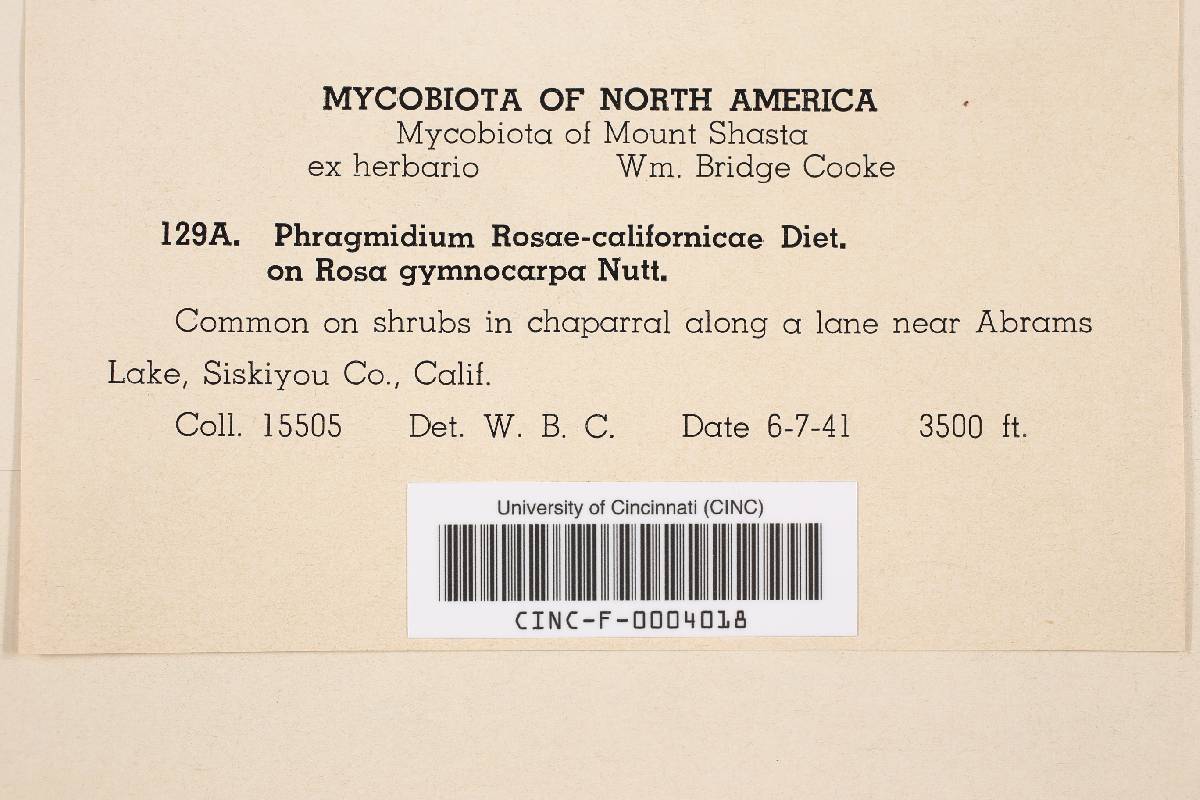 MYCOBIOTA OF NORTH AMERICA
Mycobiota of Mount Shasta
ex herbario Wm. Bridge Cooke
129A. Phragmidium Rosae-californicae Diet.
on Rosa gymnocarpa Nutt.
Common on shrubs in chaparral along a lane near Abrams
Lake, Siskiyou Co., Calif.
Coll. 15505 Det. W. B. C. Date 6-7-41 3500 ft.
University of Cincinnati (CINC)
CINC-F-0004018